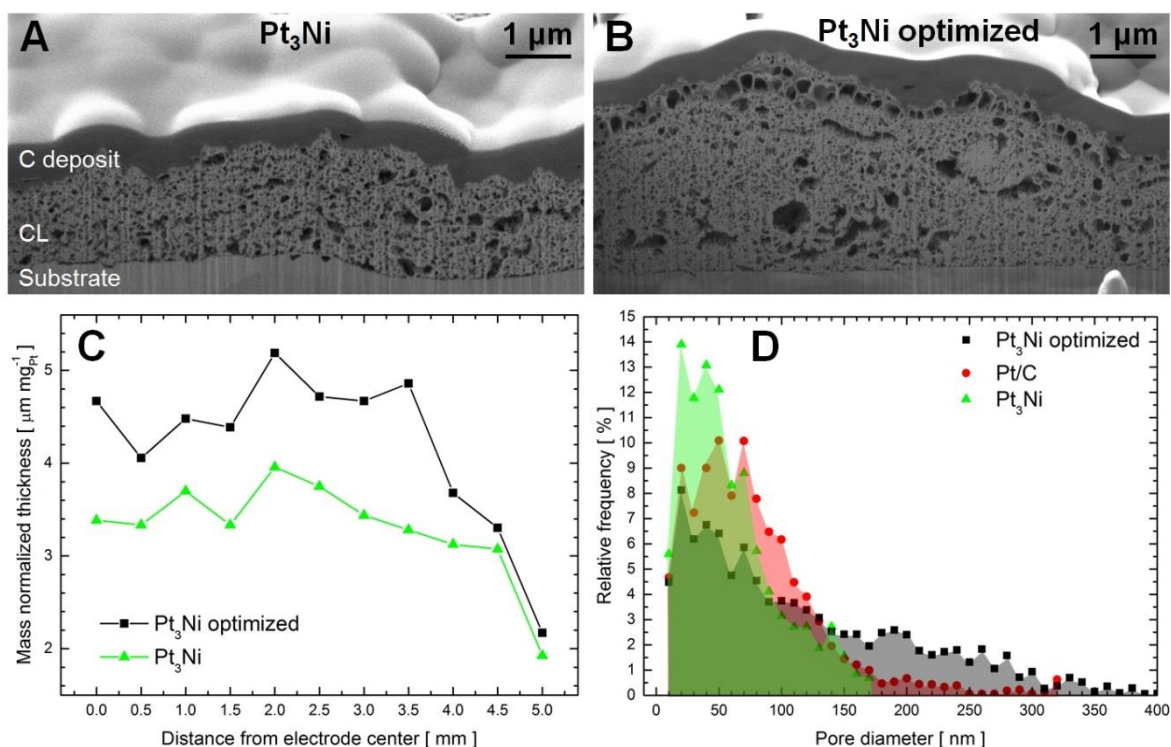 A
Pt₃Ni
1 µm
C deposit
CL
Substrate
B
Pt₃Ni optimized
1 µm
C
Mass normalized thickness [ µm mg⁻¹Pt ]
5
4
3
2
Pt₃Ni optimized
Pt₃Ni
0.0 0.5 1.0 1.5 2.0 2.5 3.0 3.5 4.0 4.5 5.0
Distance from electrode center [ mm ]
D
Relative frequency [ % ]
15
14
13
12
11
10
9
8
7
6
5
4
3
2
1
0
Pt₃Ni optimized
Pt/C
Pt₃Ni
0 50 100 150 200 250 300 350 400
Pore diameter [ nm ]